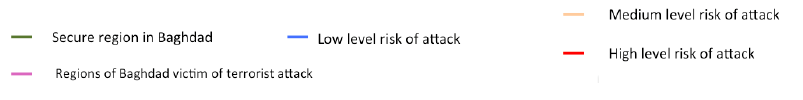 Medium level risk of attack
Secure region in Baghdad
Low level risk of attack
High level risk of attack
Regions of Baghdad victim of terrorist attack